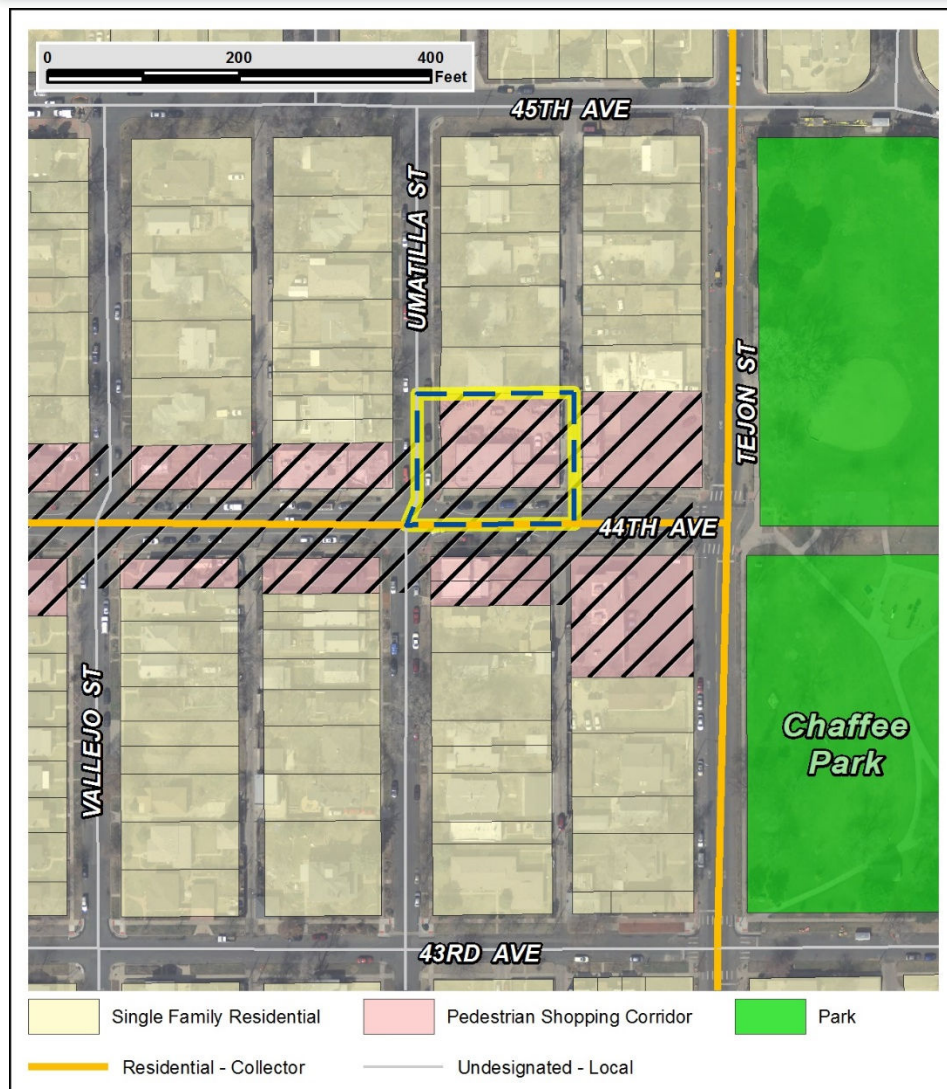 0 200 400
Feet
45TH AVE
UMATILLA ST
TEJON ST
44TH AVE
VALLEJO ST
Chaffee
Park
43RD AVE
Single Family Residential
Pedestrian Shopping Corridor
Park
Residential - Collector
Undesignated - Local